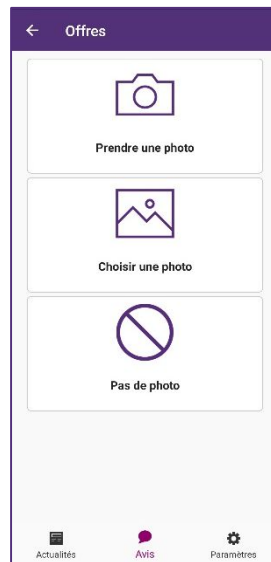 Offres
Prendre une photo
Choisir une photo
Pas de photo
Actualités Avis Paramètres